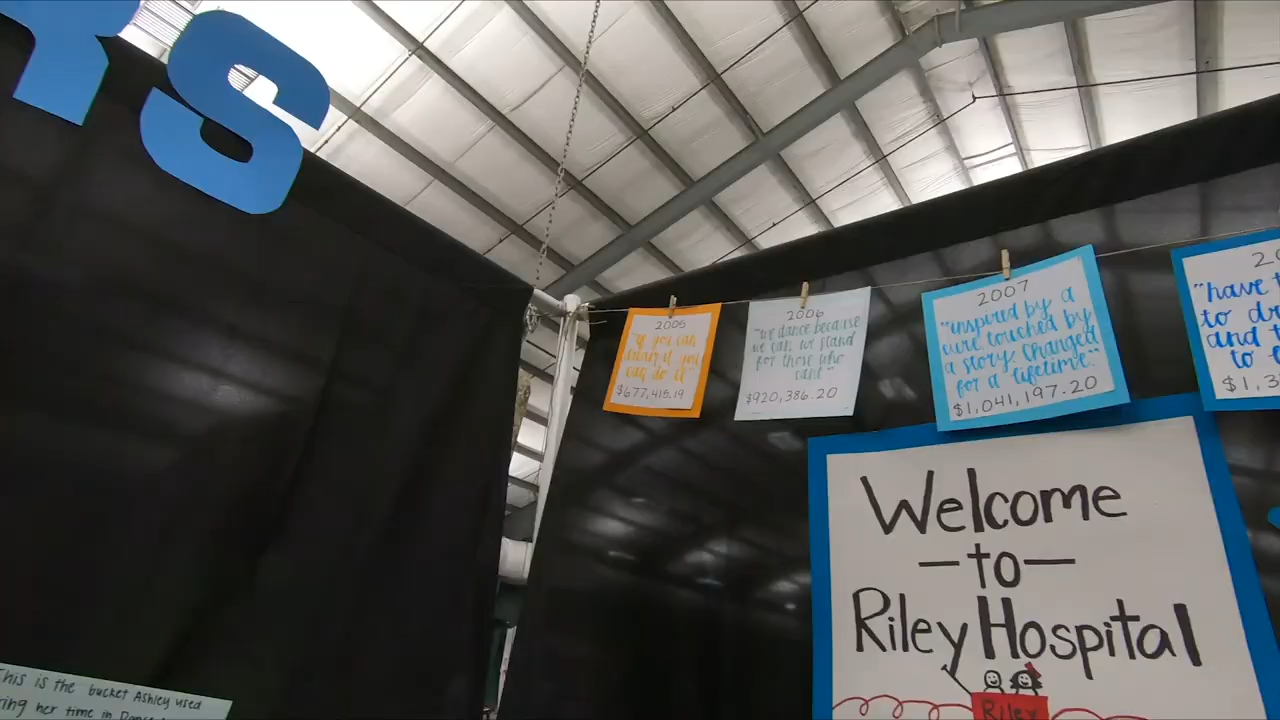 S
2005
"if you can
dream it you
can do it"
$677,415.19
2006
"we dance because
we can, we stand
for those who
can't"
$920,386.20
2007
"inspired by a
cure touched by
a story. Changed
for a lifetime."
$1,041,197.20
"have t
to dr
and t
to
$1,3
Welcome
—to—
Riley Hospital
Riley
This is the bucket Ashley used
ring her time in Dance